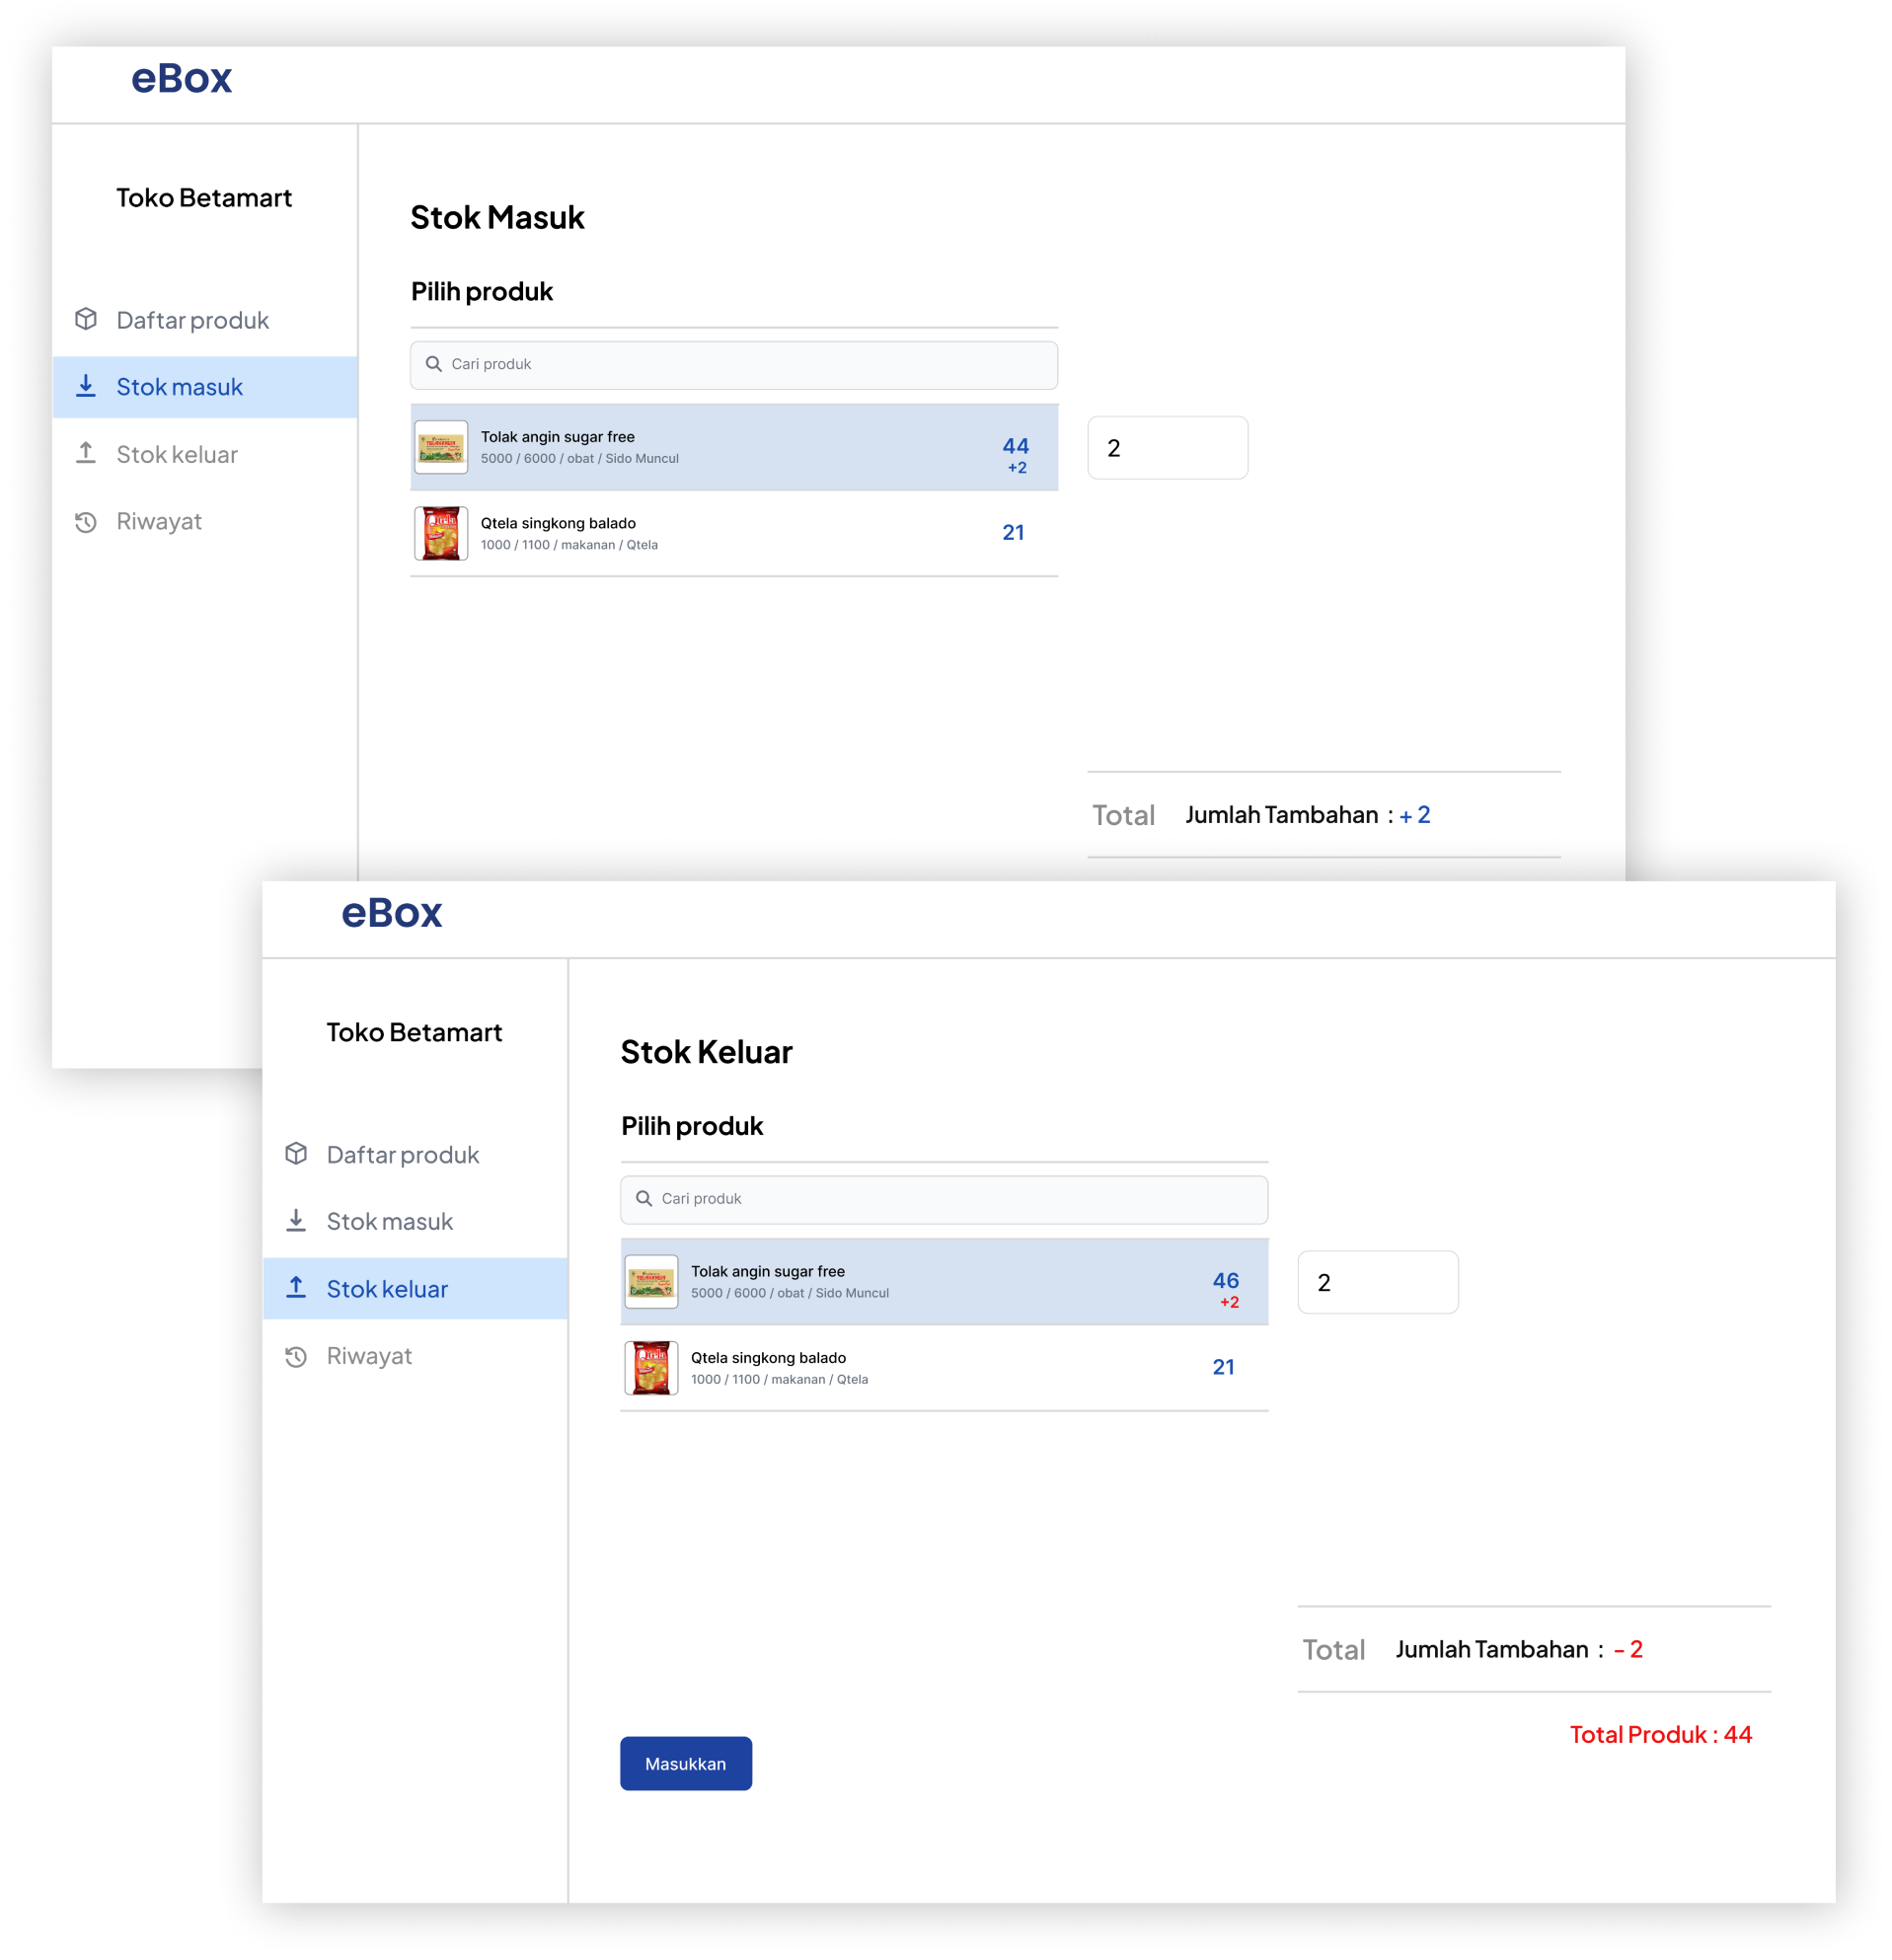 eBox
Toko Betamart
Daftar produk
Stok masuk
Stok keluar
Riwayat
Stok Masuk
Pilih produk
Cari produk
Tolak angin sugar free
5000 / 6000 / obat / Sido Muncul
44
+2
2
Qtela singkong balado
1000 / 1100 / makanan / Qtela
21
Total Jumlah Tambahan : + 2
eBox
Toko Betamart
Daftar produk
Stok masuk
Stok keluar
Riwayat
Stok Keluar
Pilih produk
Cari produk
Tolak angin sugar free
5000 / 6000 / obat / Sido Muncul
46
+2
2
Qtela singkong balado
1000 / 1100 / makanan / Qtela
21
Total Jumlah Tambahan : - 2
Total Produk : 44
Masukkan